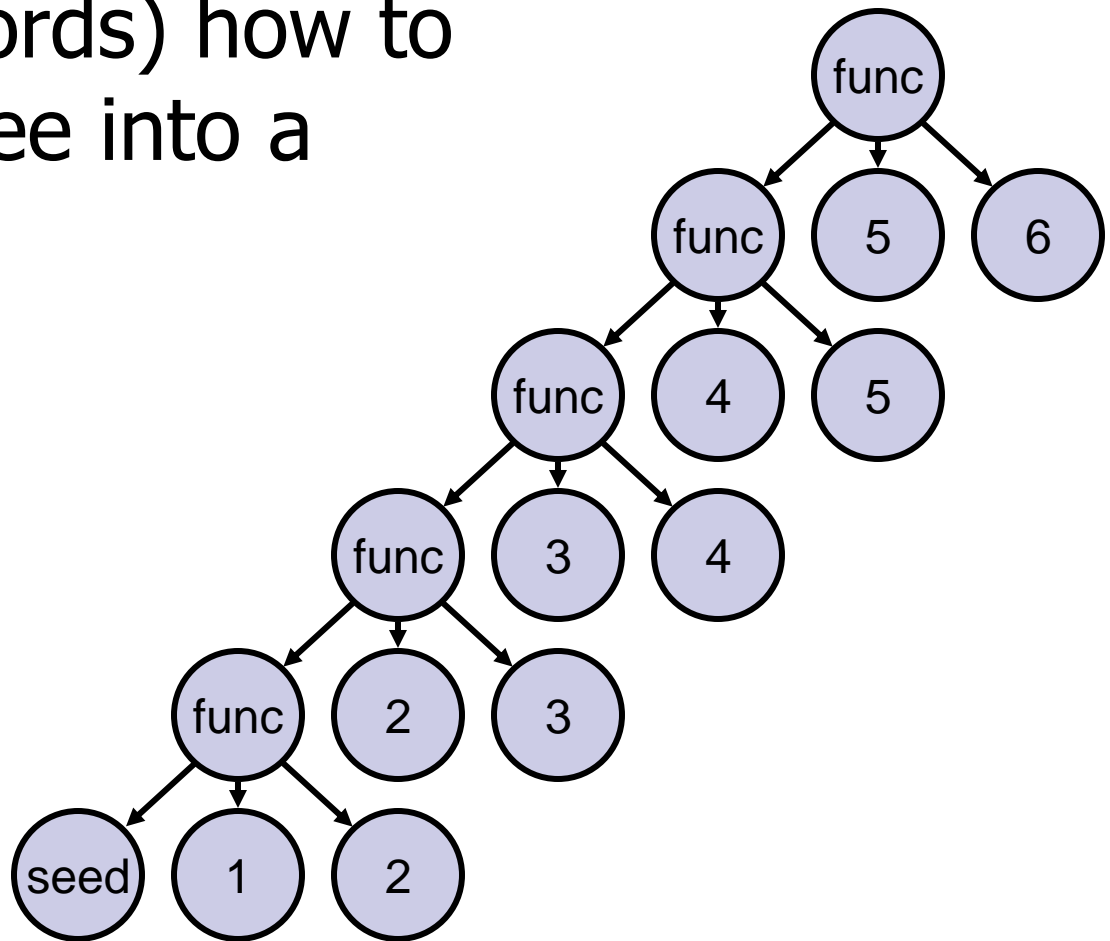 ords) how to
ee into a
func
func 5 6
func 4 5
func 3 4
func 2 3
seed 1 2